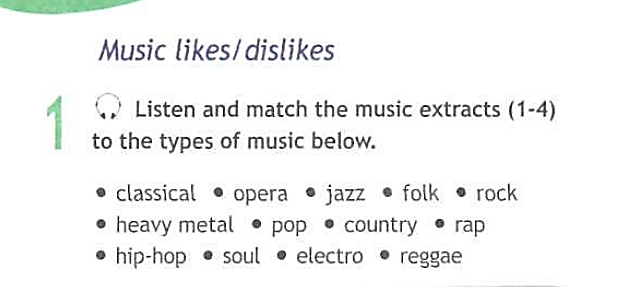 Music likes/dislikes
1 Listen and match the music extracts (1-4)
to the types of music below.
• classical • opera • jazz • folk • rock
• heavy metal • pop • country • rap
• hip-hop • soul • electro • reggae